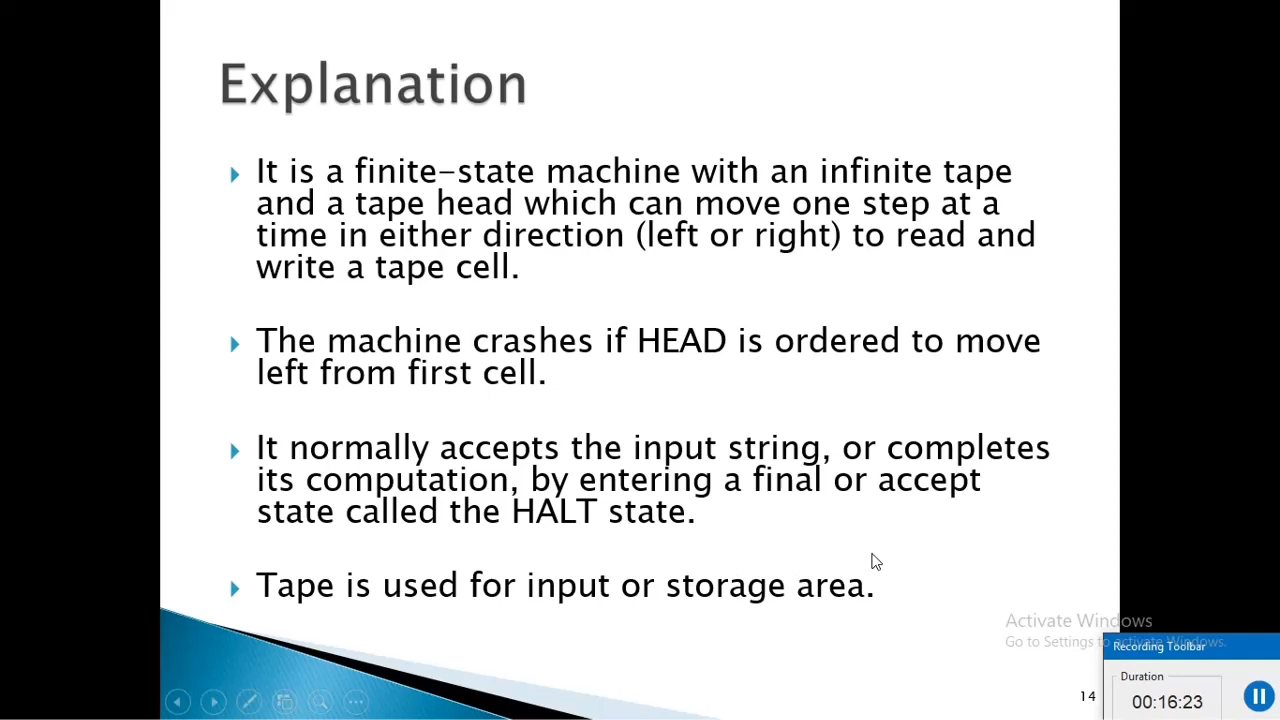 Explanation
It is a finite-state machine with an infinite tape
and a tape head which can move one step at a
time in either direction (left or right) to read and
write a tape cell.
The machine crashes if HEAD is ordered to move
left from first cell.
It normally accepts the input string, or completes
its computation, by entering a final or accept
state called the HALT state.
Tape is used for input or storage area.
Activate Windows
Go to Settings to activate Windows.
Recording Toolbar
Duration
14
00:16:23